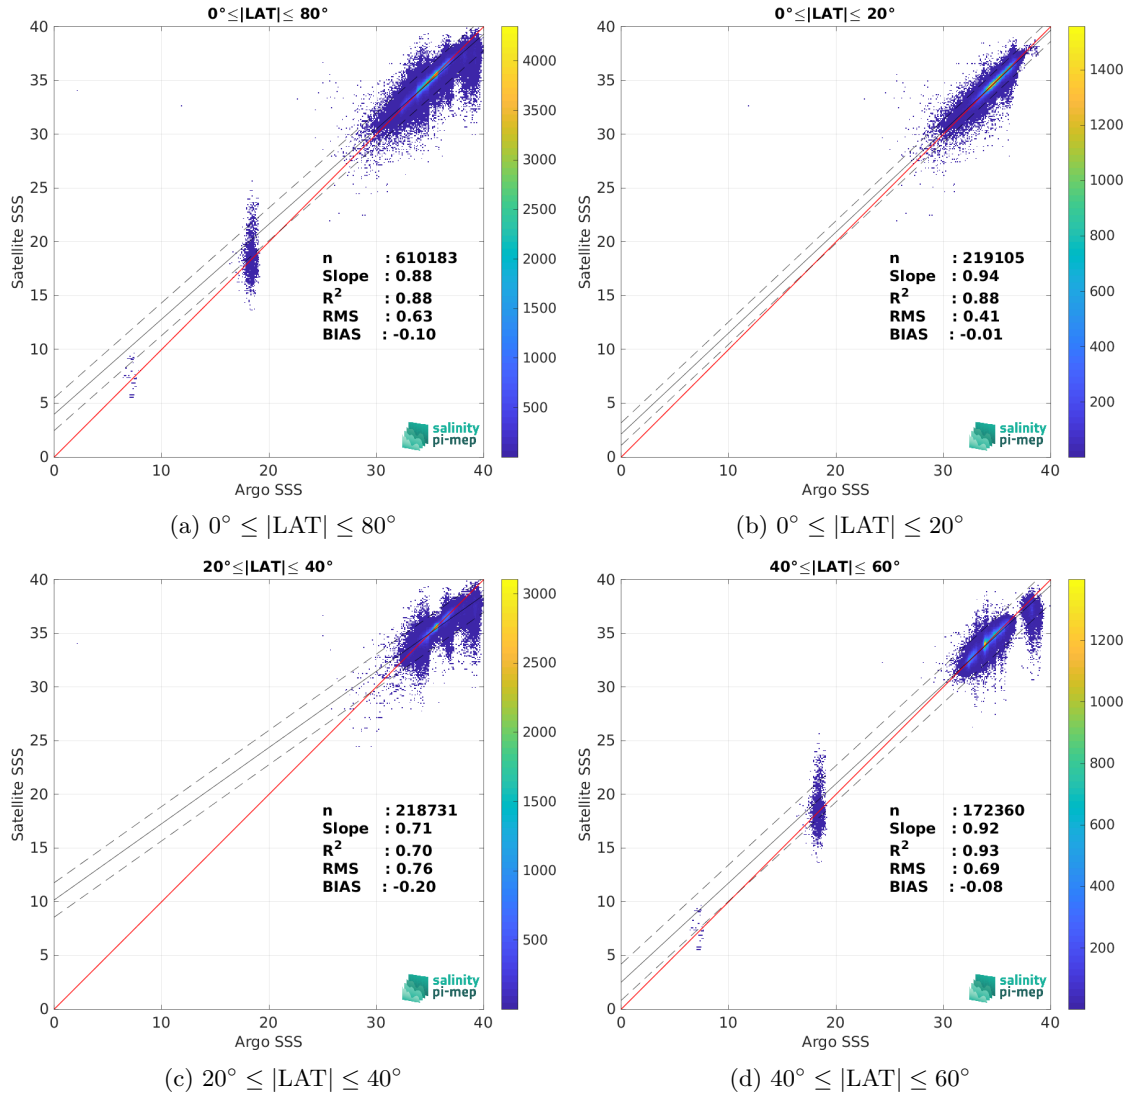 0°≤|LAT|≤ 80°
40
35
30
25
20
15
10
5
0
Satellite SSS
n : 610183
Slope : 0.88
R² : 0.88
RMS : 0.63
BIAS : -0.10
salinity
pi-mep
0 10 20 30 40
Argo SSS
4000
3500
3000
2500
2000
1500
1000
500
(a) 0° ≤ |LAT| ≤ 80°
0°≤|LAT|≤ 20°
40
35
30
25
20
15
10
5
0
Satellite SSS
n : 219105
Slope : 0.94
R² : 0.88
RMS : 0.41
BIAS : -0.01
salinity
pi-mep
0 10 20 30 40
Argo SSS
1400
1200
1000
800
600
400
200
(b) 0° ≤ |LAT| ≤ 20°
20°≤|LAT|≤ 40°
40
35
30
25
20
15
10
5
0
Satellite SSS
n : 218731
Slope : 0.71
R² : 0.70
RMS : 0.76
BIAS : -0.20
salinity
pi-mep
0 10 20 30 40
Argo SSS
3000
2500
2000
1500
1000
500
(c) 20° ≤ |LAT| ≤ 40°
40°≤|LAT|≤ 60°
40
35
30
25
20
15
10
5
0
Satellite SSS
n : 172360
Slope : 0.92
R² : 0.93
RMS : 0.69
BIAS : -0.08
salinity
pi-mep
0 10 20 30 40
Argo SSS
1200
1000
800
600
400
200
(d) 40° ≤ |LAT| ≤ 60°